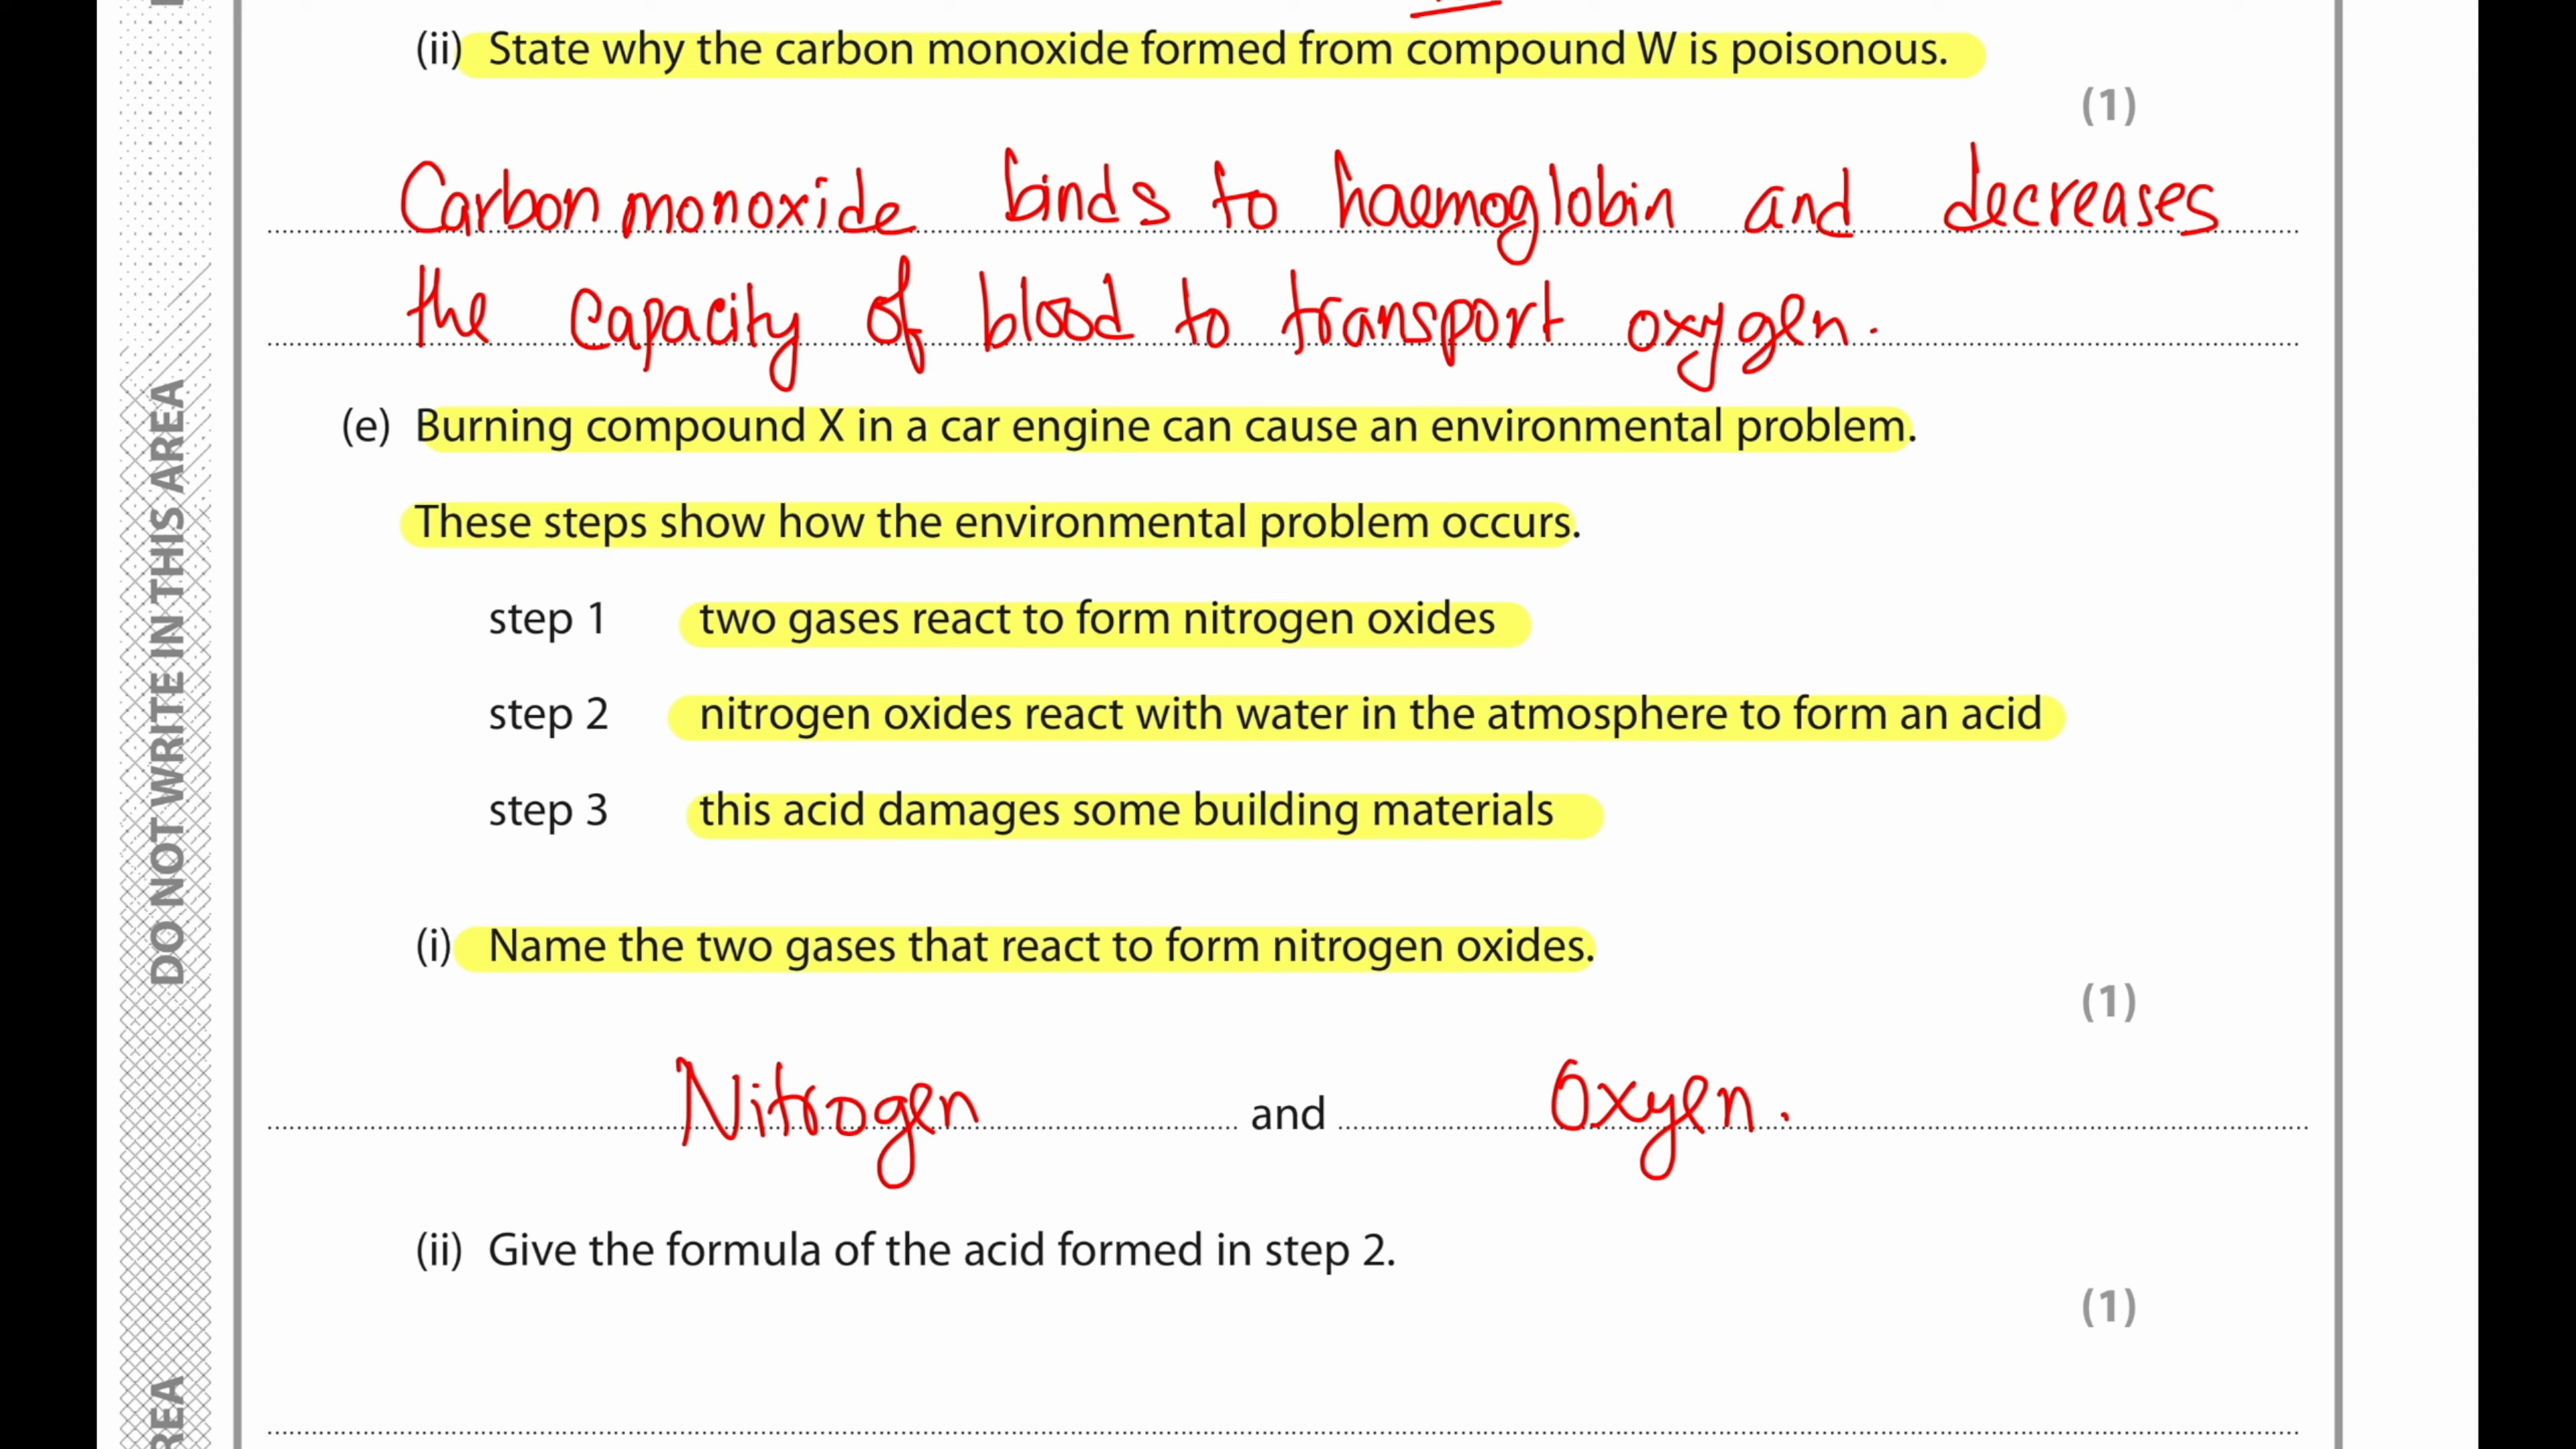 (ii) State why the carbon monoxide formed from compound W is poisonous.
(1)
Carbon monoxide binds to haemoglobin and decreases
the capacity of blood to transport oxygen.
(e) Burning compound X in a car engine can cause an environmental problem.
These steps show how the environmental problem occurs.
step 1 two gases react to form nitrogen oxides
step 2 nitrogen oxides react with water in the atmosphere to form an acid
step 3 this acid damages some building materials
(i) Name the two gases that react to form nitrogen oxides.
(1)
Nitrogen and Oxyen.
(ii) Give the formula of the acid formed in step 2.
(1)
DO NOT WRITE IN THIS AREA
REA